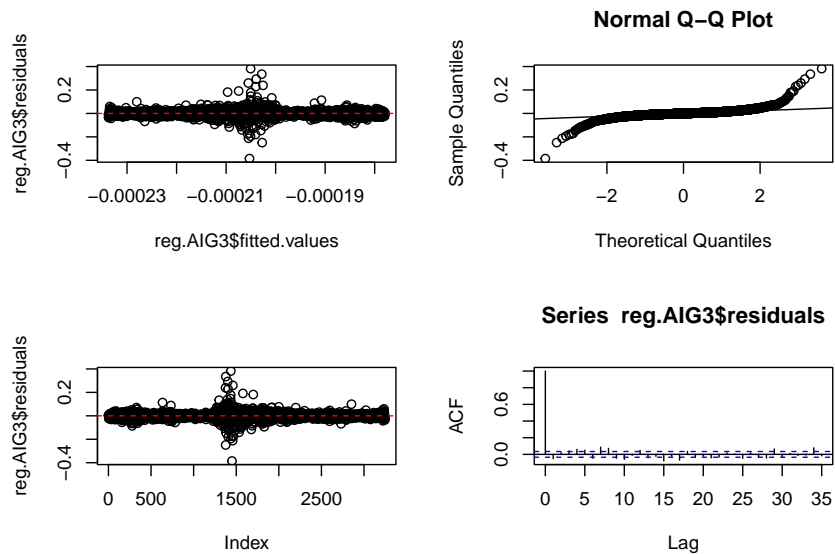 reg.AIG3$residuals
0.2
−0.4
−0.00023
−0.00021
−0.00019
reg.AIG3$fitted.values
Normal Q−Q Plot
Sample Quantiles
0.2
−0.4
−2
0
2
Theoretical Quantiles
reg.AIG3$residuals
0.2
−0.4
0
500
1500
2500
Index
Series reg.AIG3$residuals
ACF
0.6
0.0
0
5
10
15
20
25
30
35
Lag